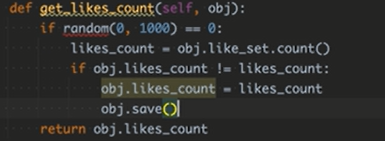 def get_likes_count(self, obj):
    if random(0, 1000) == 0:
        likes_count = obj.like_set.count()
        if obj.likes_count != likes_count:
            obj.likes_count = likes_count
            obj.save()
    return obj.likes_count